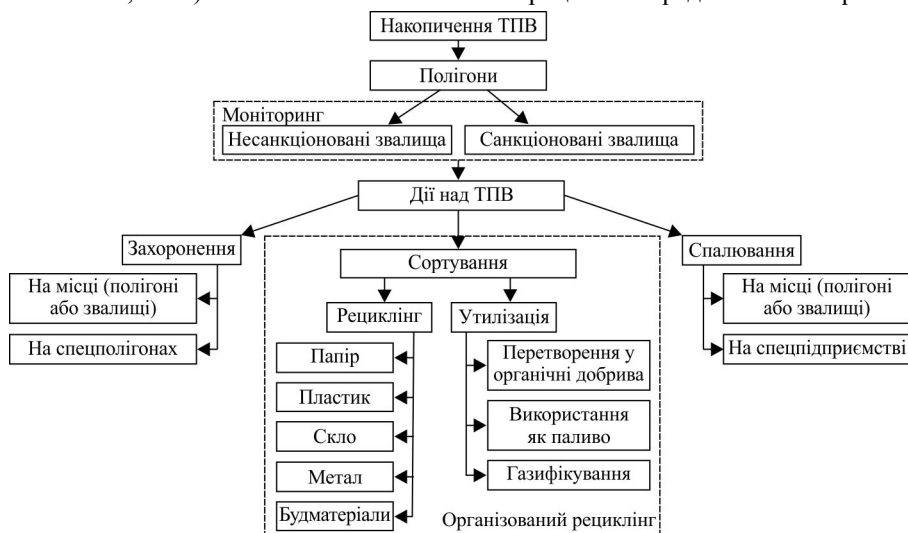 Накопичення ТПВ
Полігони
Моніторинг
Несанкціоновані звалища
Санкціоновані звалища
Дії над ТПВ
Захоронення
На місці (полігоні
або звалищі)
На спецполігонах
Сортування
Рециклінг
Папір
Пластик
Скло
Метал
Будматеріали
Утилізація
Перетворення у
органічні добрива
Використання
як паливо
Газифікування
Організований рециклінг
Спалювання
На місці (полігоні
або звалищі)
На спецпідприємстві